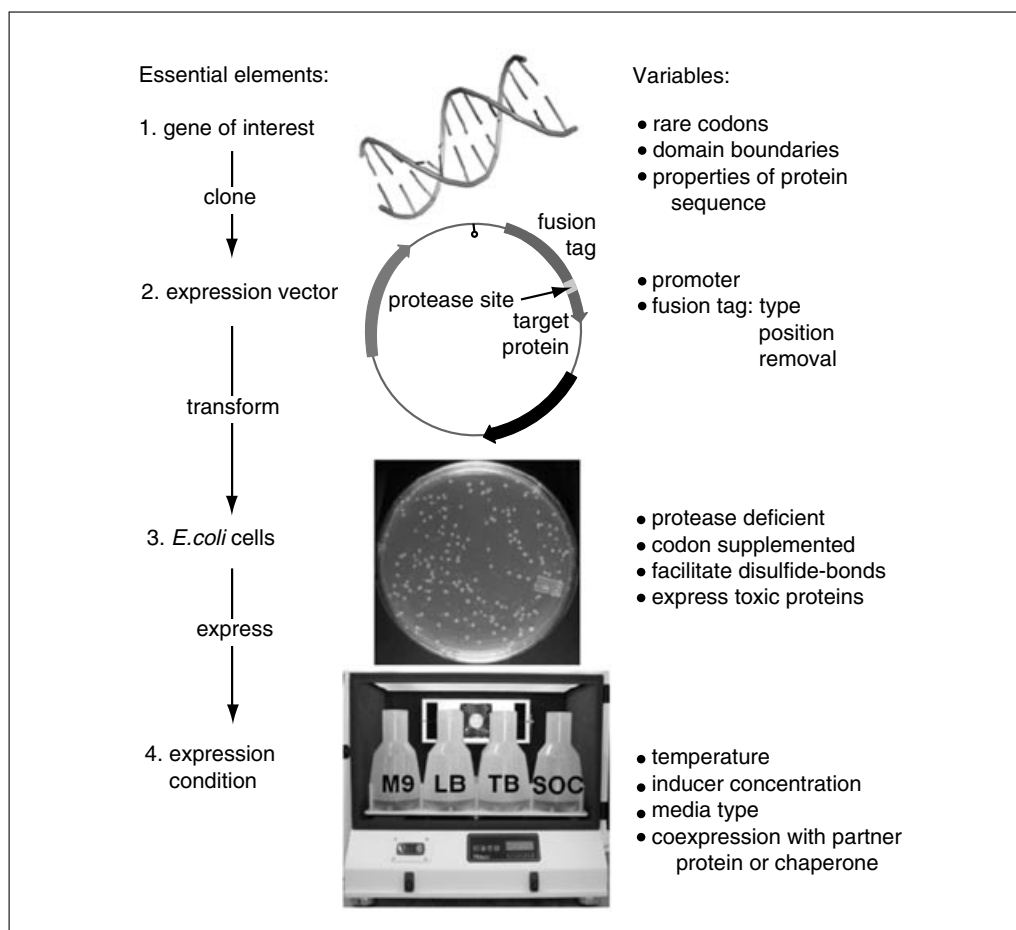 Essential elements:
Variables:
1. gene of interest
• rare codons
• domain boundaries
• properties of protein
sequence
clone
fusion
tag
2. expression vector
protease site
target
protein
• promoter
• fusion tag: type
position
removal
transform
3. E.coli cells
• protease deficient
• codon supplemented
• facilitate disulfide-bonds
• express toxic proteins
express
4. expression
condition
M9 LB TB SOC
• temperature
• inducer concentration
• media type
• coexpression with partner
protein or chaperone